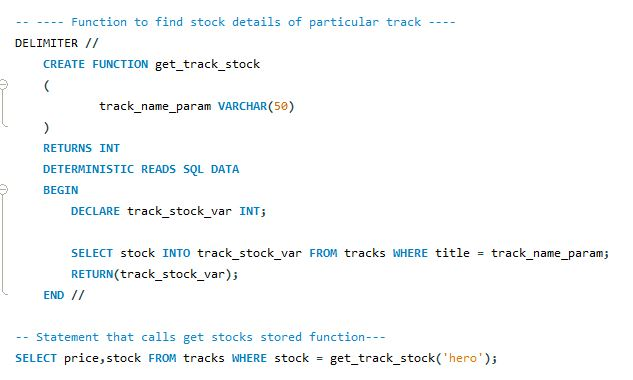 -- ---- Function to find stock details of particular track ----
DELIMITER //
CREATE FUNCTION get_track_stock
(
track_name_param VARCHAR(50)
)
RETURNS INT
DETERMINISTIC READS SQL DATA
BEGIN
DECLARE track_stock_var INT;
SELECT stock INTO track_stock_var FROM tracks WHERE title = track_name_param;
RETURN(track_stock_var);
END //
-- Statement that calls get stocks stored function---
SELECT price,stock FROM tracks WHERE stock = get_track_stock('hero');